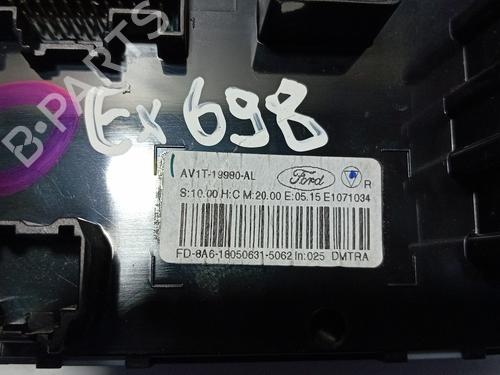 B-PARTS
Ex 698
AV1T-19980-AL
Ford
R
S:10.00 H:C M:20.00 E:05.15 E1071034
FD-8A6-18050631-5062 In:025 DMTRA